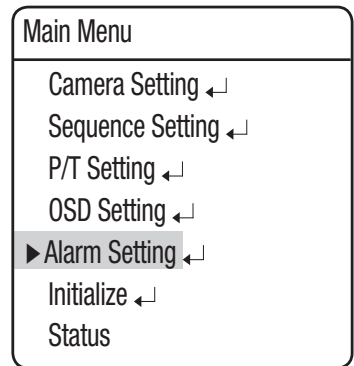 Main Menu
Camera Setting ↵
Sequence Setting ↵
P/T Setting ↵
OSD Setting ↵
▶Alarm Setting ↵
Initialize ↵
Status